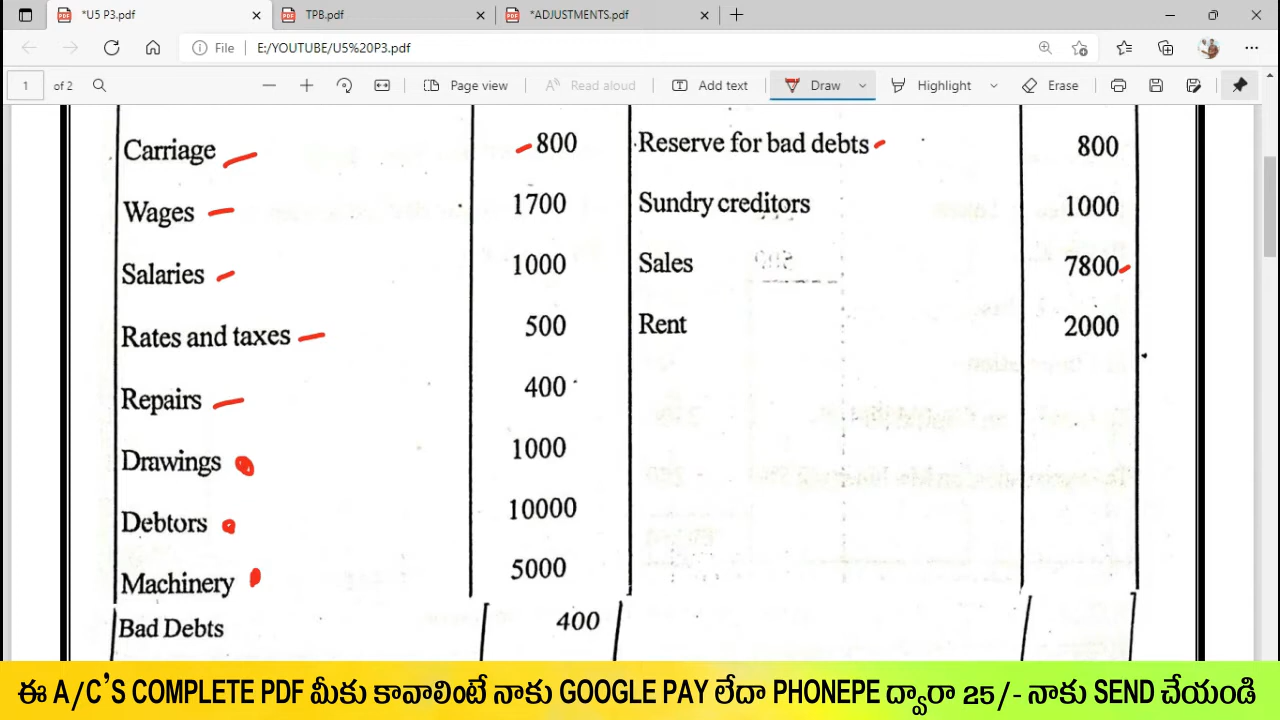 *U5 P3.pdf
TPB.pdf
*ADJUSTMENTS.pdf
File E:/YOUTUBE/U5%20P3.pdf
1 of 2 Page view Read aloud Add text Draw Highlight Erase
Carriage 800 Reserve for bad debts 800
Wages 1700 Sundry creditors 1000
Salaries 1000 Sales 7800
Rates and taxes 500 Rent 2000
Repairs 400
Drawings 1000
Debtors 10000
Machinery 5000
Bad Debts 400
ఈ A/C'S COMPLETE PDF మీకు కావాలింటే నాకు GOOGLE PAY లేదా PHONEPE ద్వారా 25/- నాకు SEND చేయండి